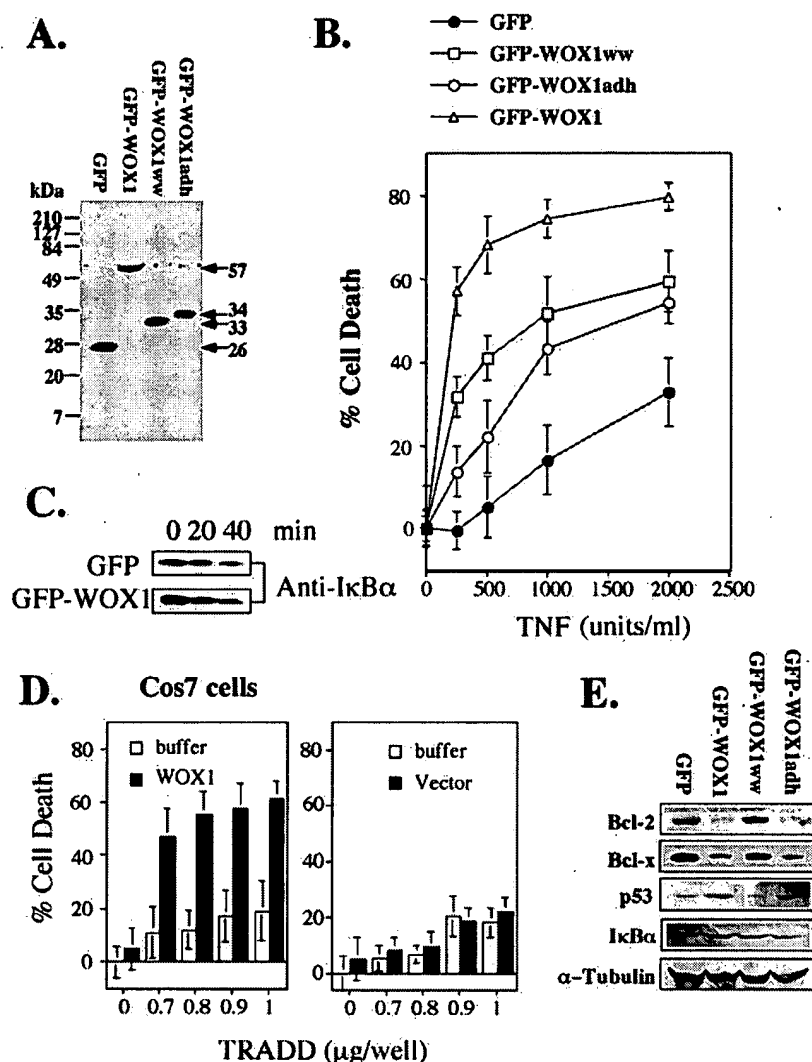 A.
GFP
GFP-WOX1
GFP-WOX1ww
GFP-WOX1adh
kDa
210
127
84
49
35
28
20
7
57
34
33
26
B.
GFP
GFP-WOX1ww
GFP-WOX1adh
GFP-WOX1
% Cell Death
80
60
40
20
0
0 500 1000 1500 2000 2500
TNF (units/ml)
C.
0 20 40 min
GFP
GFP-WOX1
Anti-IκBα
D.
Cos7 cells
% Cell Death
80
60
40
20
0
buffer
WOX1
0 0.7 0.8 0.9 1
80
60
40
20
0
buffer
Vector
0 0.7 0.8 0.9 1
TRADD (µg/well)
E.
GFP
GFP-WOX1
GFP-WOX1ww
GFP-WOX1adh
Bcl-2
Bcl-x
p53
IκBα
α-Tubulin